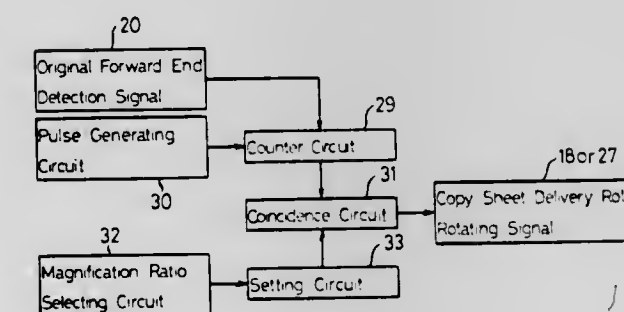 20
Original Forward End
Detection Signal
29
Pulse Generating
Circuit
Counter Circuit
30
31
18 or 27
Coincidence Circuit
Copy Sheet Delivery
Rotating Signal
32
33
Magnification Ratio
Selecting Circuit
Setting Circuit